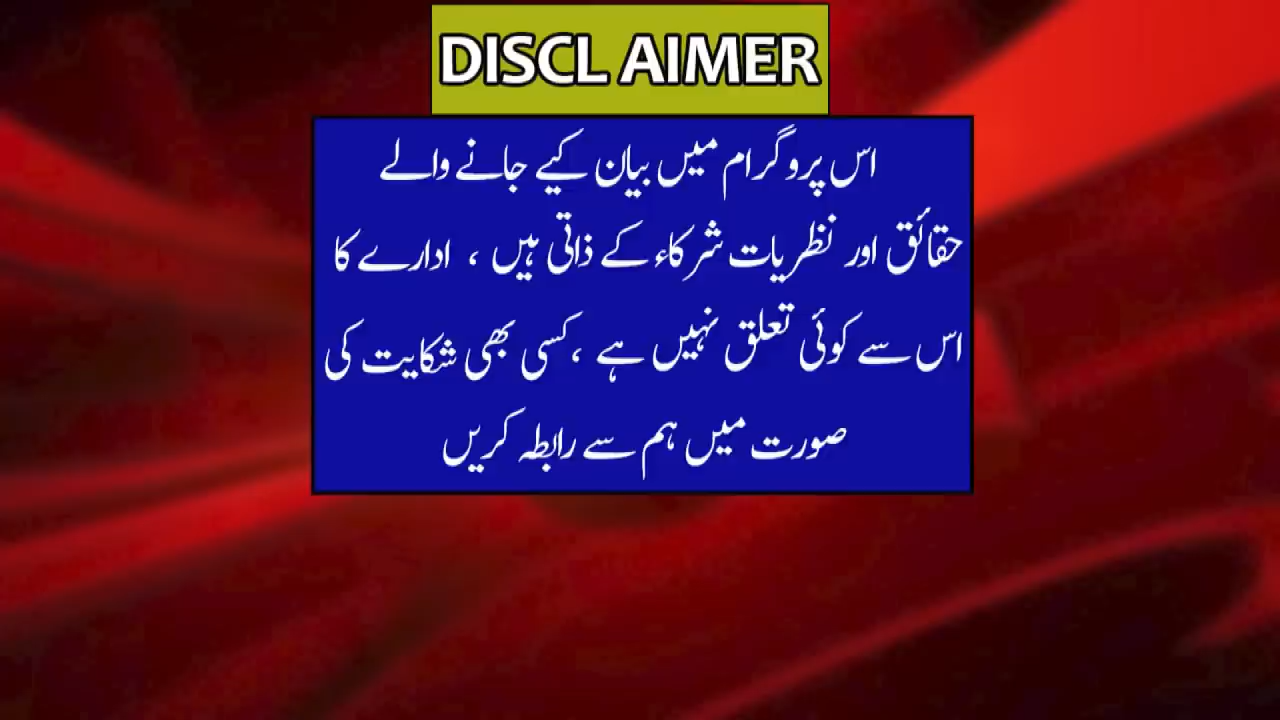 DISCL AIMER
اس پروگرام میں بیان کیے جانے والے
حقائق اور نظریات شرکاء کے ذاتی ہیں ، ادارے کا
اس سے کوئی تعلق نہیں ہے ،کسی بھی شکایت کی
صورت میں ہم سے رابطہ کریں